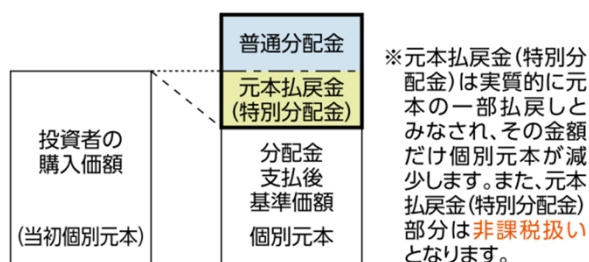 普通分配金
元本払戻金
(特別分配金)
投資者の
購入価額
(当初個別元本)
分配金
支払後
基準価額
個別元本
※元本払戻金(特別分
配金)は実質的に元
本の一部払戻しと
みなされ、その金額
だけ個別元本が減
少します。また、元本
払戻金(特別分配金)
部分は非課税扱い
となります。